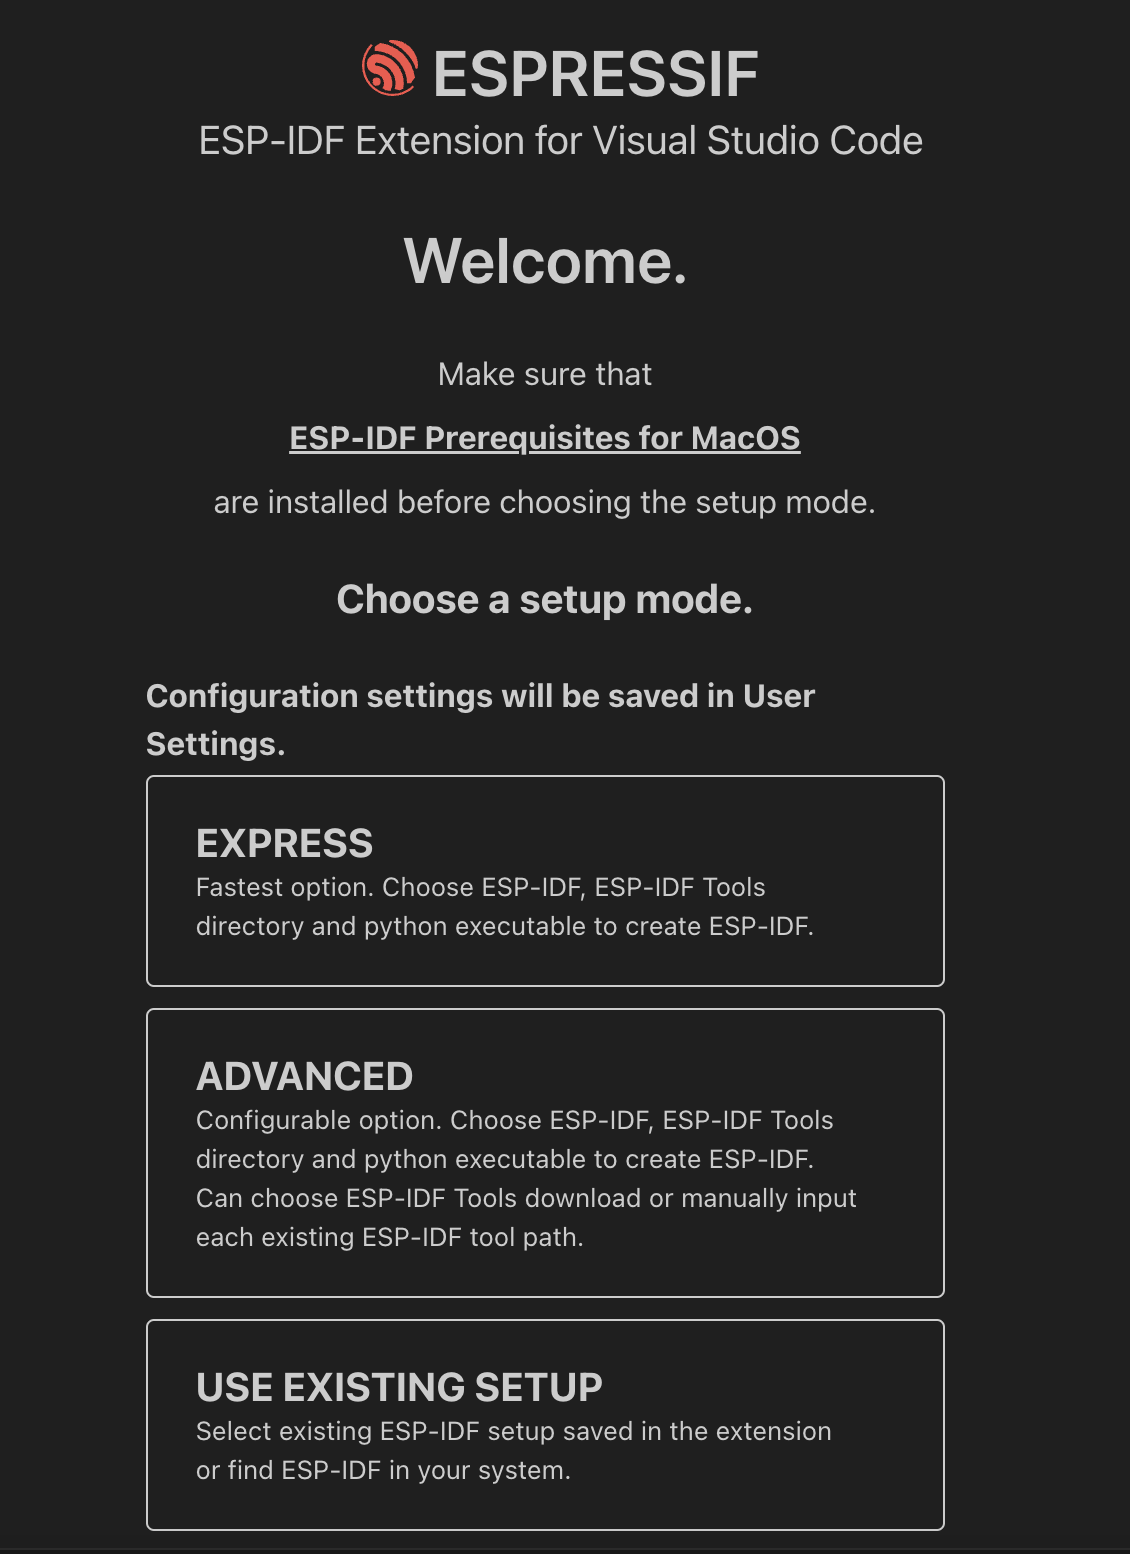 ESPRESSIF
ESP-IDF Extension for Visual Studio Code
Welcome.
Make sure that
ESP-IDF Prerequisites for MacOS
are installed before choosing the setup mode.
Choose a setup mode.
Configuration settings will be saved in User
Settings.
EXPRESS
Fastest option. Choose ESP-IDF, ESP-IDF Tools
directory and python executable to create ESP-IDF.
ADVANCED
Configurable option. Choose ESP-IDF, ESP-IDF Tools
directory and python executable to create ESP-IDF.
Can choose ESP-IDF Tools download or manually input
each existing ESP-IDF tool path.
USE EXISTING SETUP
Select existing ESP-IDF setup saved in the extension
or find ESP-IDF in your system.